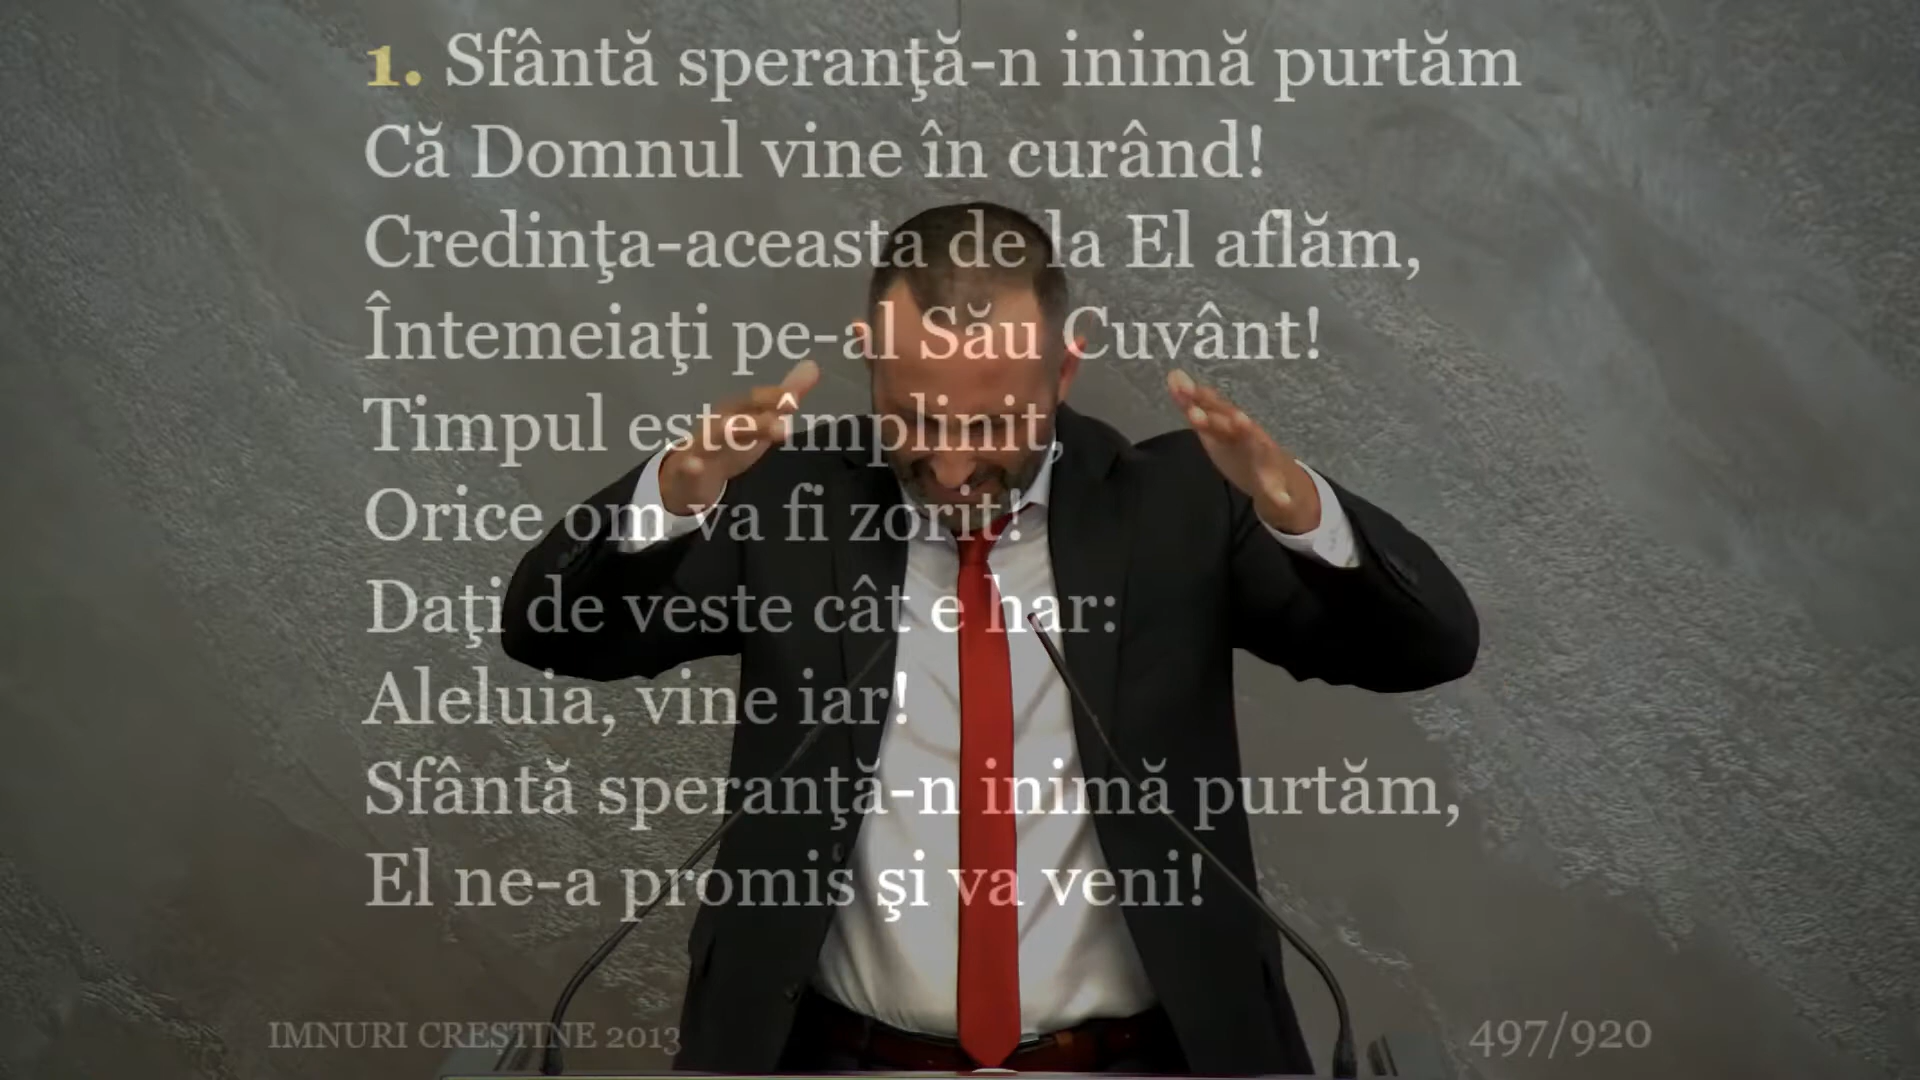 1. Sfântă speranţă-n inimă purtăm
Că Domnul vine în curând!
Credinţa-aceasta de la El aflăm,
Întemeiaţi pe-al Său Cuvânt!
Timpul este împlinit,
Orice om va fi zorit!
Daţi de veste cât e har:
Aleluia, vine iar!
Sfântă speranţă-n inimă purtăm,
El ne-a promis şi va veni!
IMNURI CREȘTINE 2013
497/920